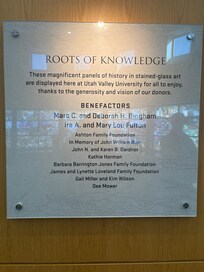 ROOTS OF KNOWLEDGE
These magnificent panels of history in stained-glass art
are displayed here at Utah Valley University for all to enjoy,
thanks to the generosity and vision of our donors.
BENEFACTORS
Marc C. and Deborah H. Bingham
Ira A. and Mary Lou Fulton
Ashton Family Foundation
In Memory of John William
John N. and Karen B. Gardner
Kathie Horman
Barbara Barrington Jones Family Foundation
James and Lynette Loveland Family Foundation
Gail Miller and Kim Wilson
Dee Mower